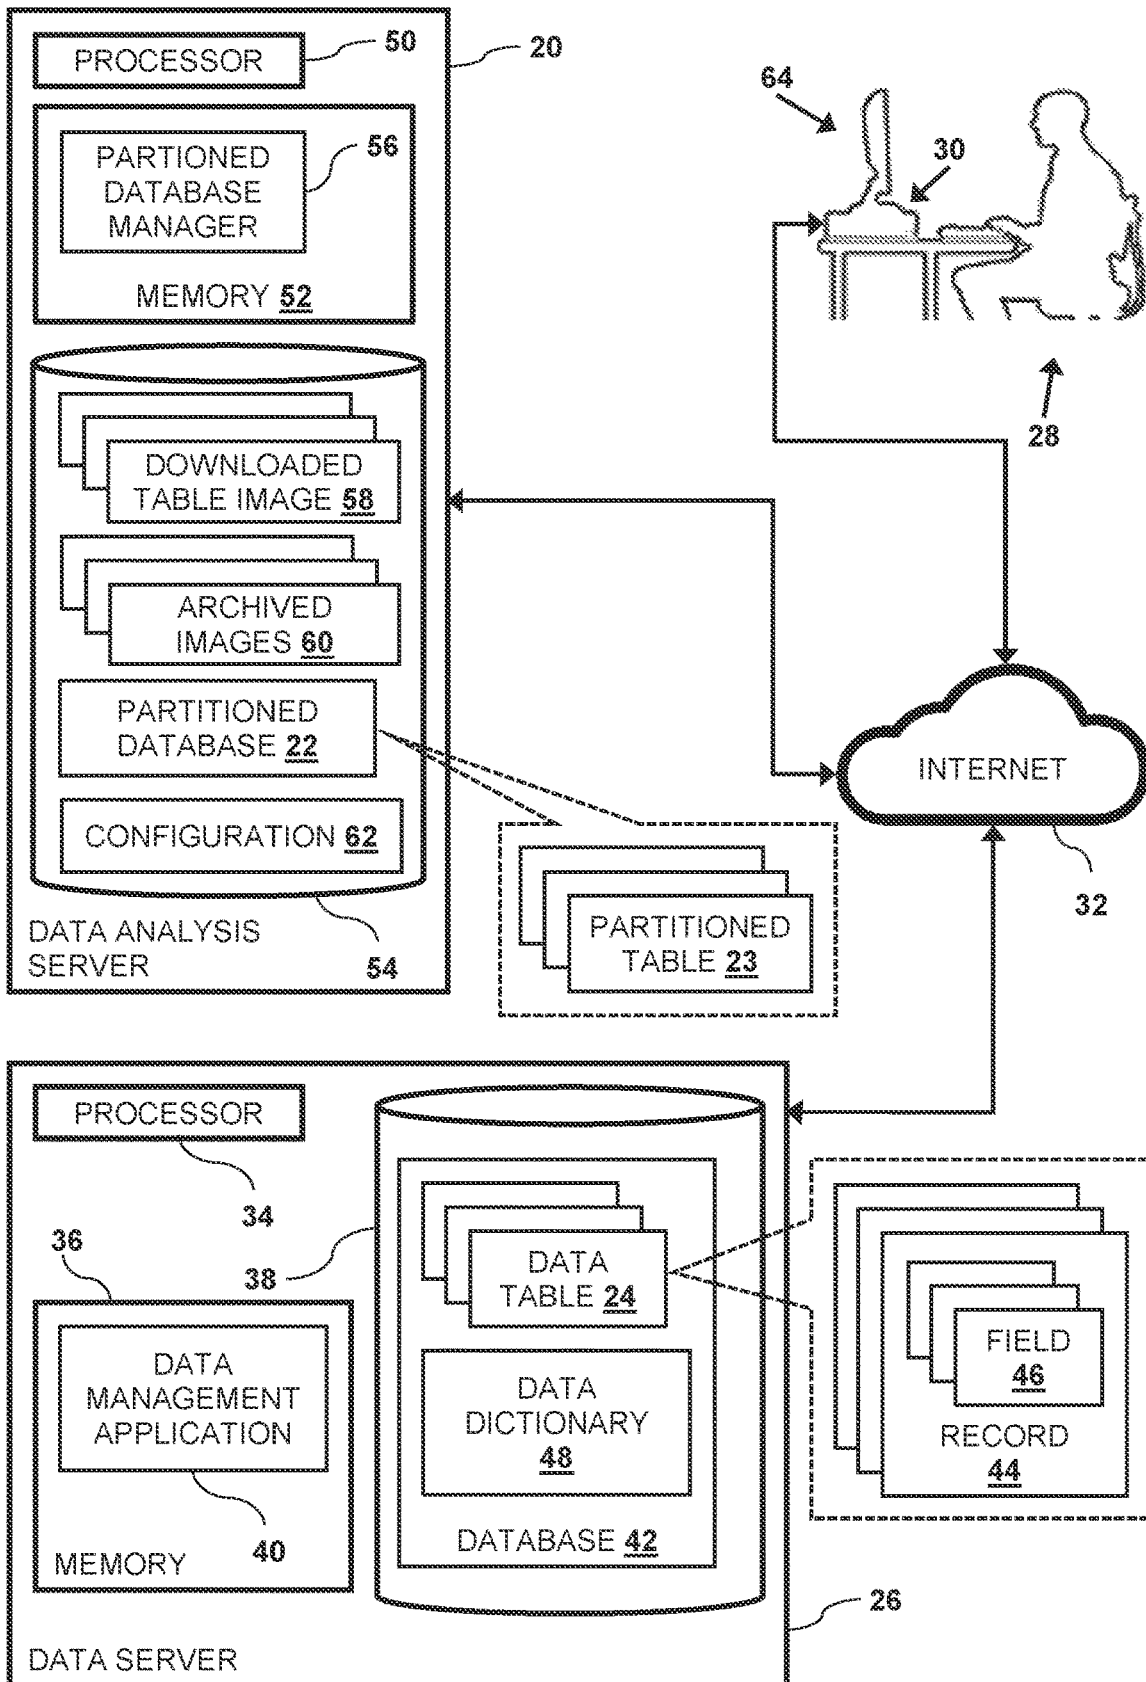 PROCESSOR
50
20
PARTIONED
DATABASE
MANAGER
56
MEMORY 52
64
30
28
DOWNLOADED
TABLE IMAGE 58
ARCHIVED
IMAGES 60
PARTITIONED
DATABASE 22
CONFIGURATION 62
DATA ANALYSIS
SERVER
54
INTERNET
32
PARTITIONED
TABLE 23
PROCESSOR
34
36
38
DATA
MANAGEMENT
APPLICATION
40
MEMORY
DATA
TABLE 24
DATA
DICTIONARY
48
DATABASE 42
FIELD
46
RECORD
44
26
DATA SERVER